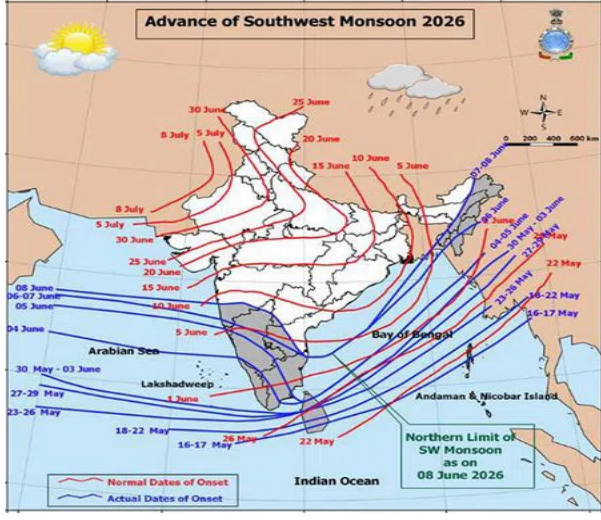 Advance of Southwest Monsoon 2026
W
N
E
S
0 200 400 600 km
30 June
25 June
8 July
5 July
20 June
15 June
10 June
5 June
07-08 June
06 June
1 June
04-05 June
30 May - 03 June
27-29 May
26 May
22 May
23-26 May
18-22 May
16-17 May
8 July
5 July
30 June
25 June
20 June
15 June
10 June
5 June
1 June
08 June
06-07 June
05 June
04 June
30 May - 03 June
27-29 May
23-26 May
18-22 May
16-17 May
26 May
22 May
Arabian Sea
Bay of Bengal
Lakshadweep
Andaman & Nicobar Island
Northern Limit of
SW Monsoon
as on
08 June 2026
Indian Ocean
Normal Dates of Onset
Actual Dates of Onset